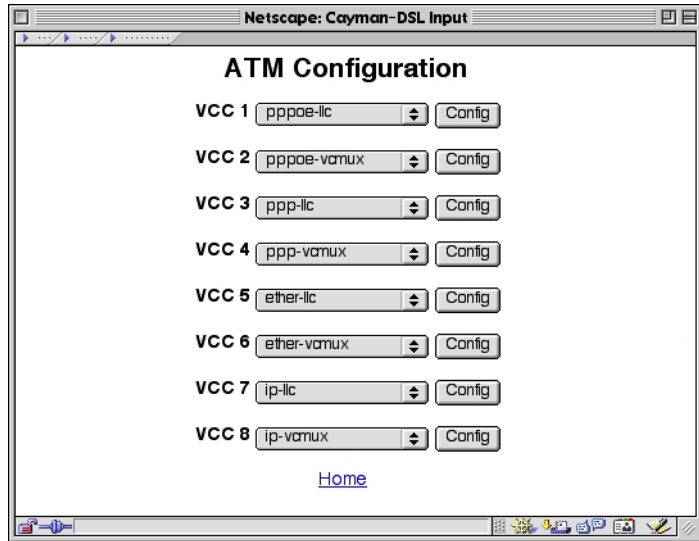 Netscape: Cayman-DSL Input
ATM Configuration
VCC 1 pppoe-llc Config
VCC 2 pppoe-vcmux Config
VCC 3 ppp-llc Config
VCC 4 ppp-vcmux Config
VCC 5 ether-llc Config
VCC 6 ether-vcmux Config
VCC 7 ip-llc Config
VCC 8 ip-vcmux Config
Home